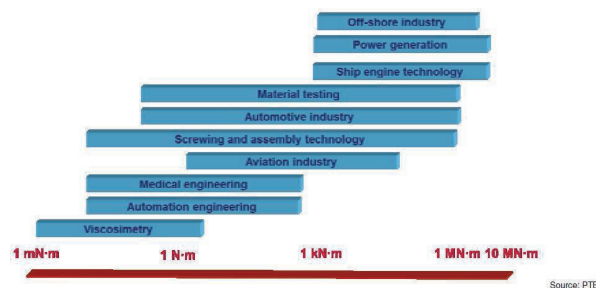 Off-shore industry
Power generation
Ship engine technology
Material testing
Automotive industry
Screwing and assembly technology
Aviation industry
Medical engineering
Automation engineering
Viscosimetry
1 mN·m 1 N·m 1 kN·m 1 MN·m 10 MN·m
Source: PTB